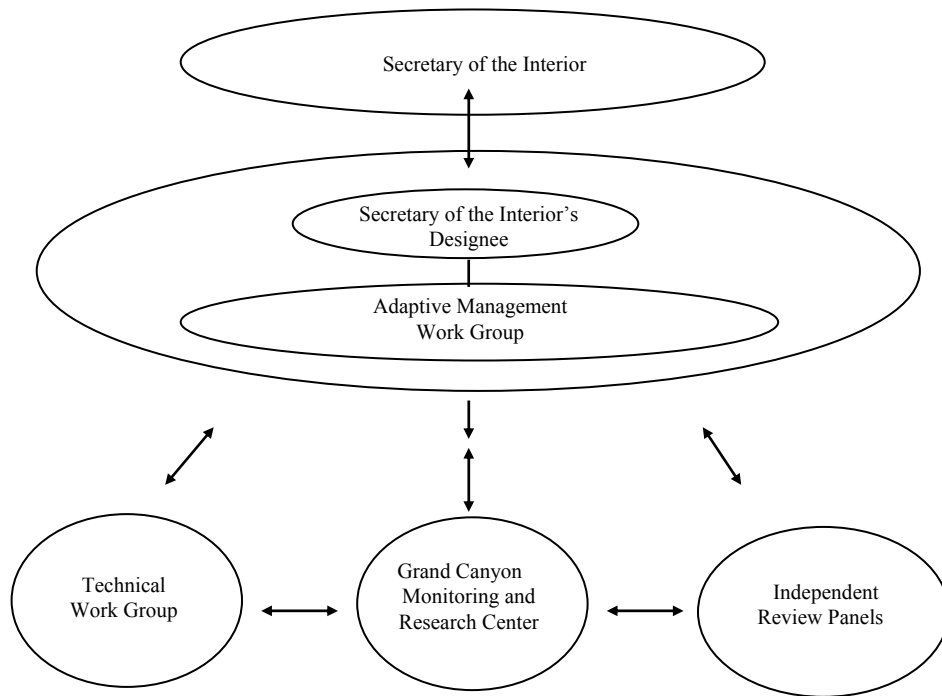 Secretary of the Interior
Secretary of the Interior's
Designee
Adaptive Management
Work Group
Technical
Work Group
Grand Canyon
Monitoring and
Research Center
Independent
Review Panels